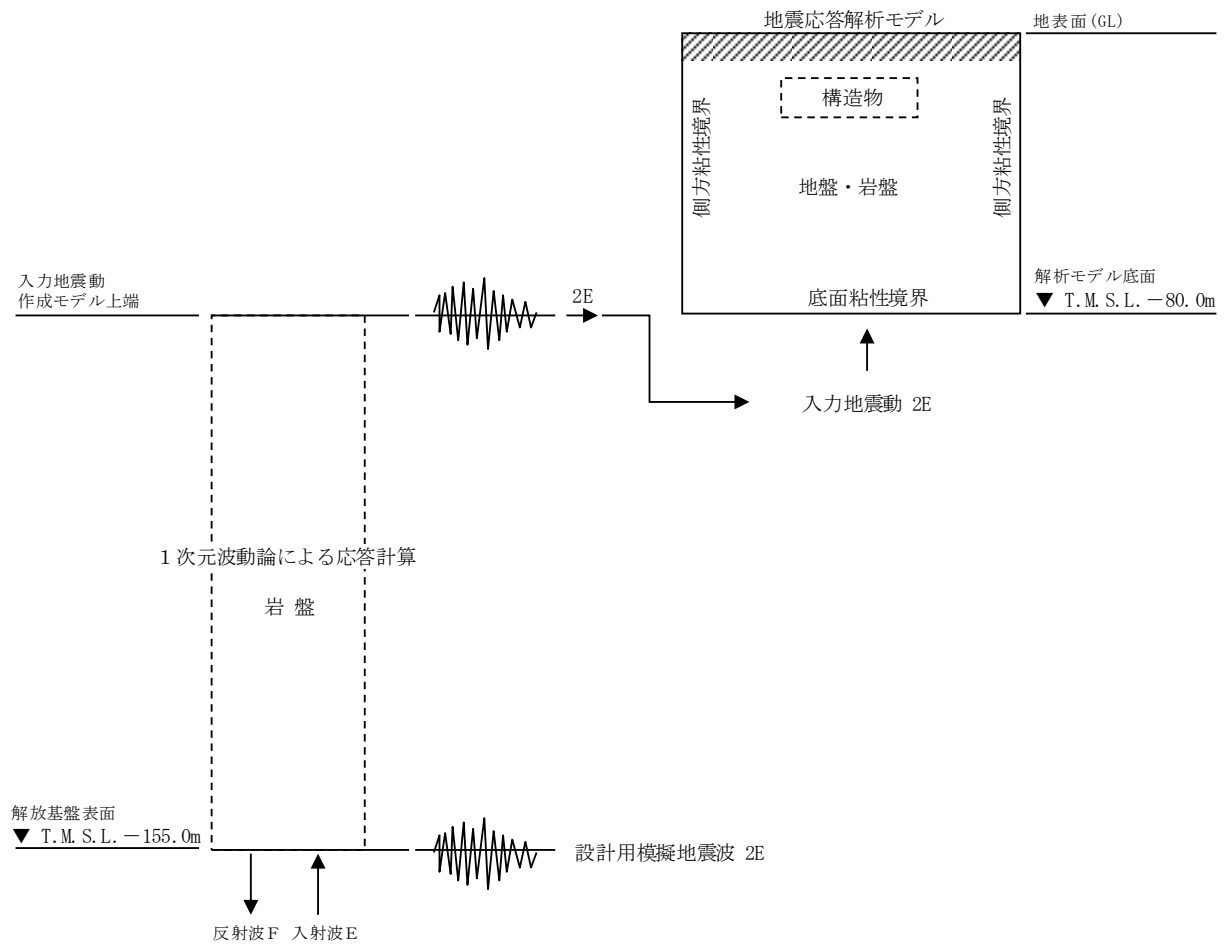 地震応答解析モデル
地表面(GL)
構造物
側方粘性境界
側方粘性境界
地盤・岩盤
入力地震動
作成モデル上端
2E
底面粘性境界
解析モデル底面
▼ T.M.S.L.－80.0m
入力地震動 2E
1次元波動論による応答計算
岩 盤
解放基盤表面
▼ T.M.S.L.－155.0m
設計用模擬地震波 2E
反射波F 入射波E